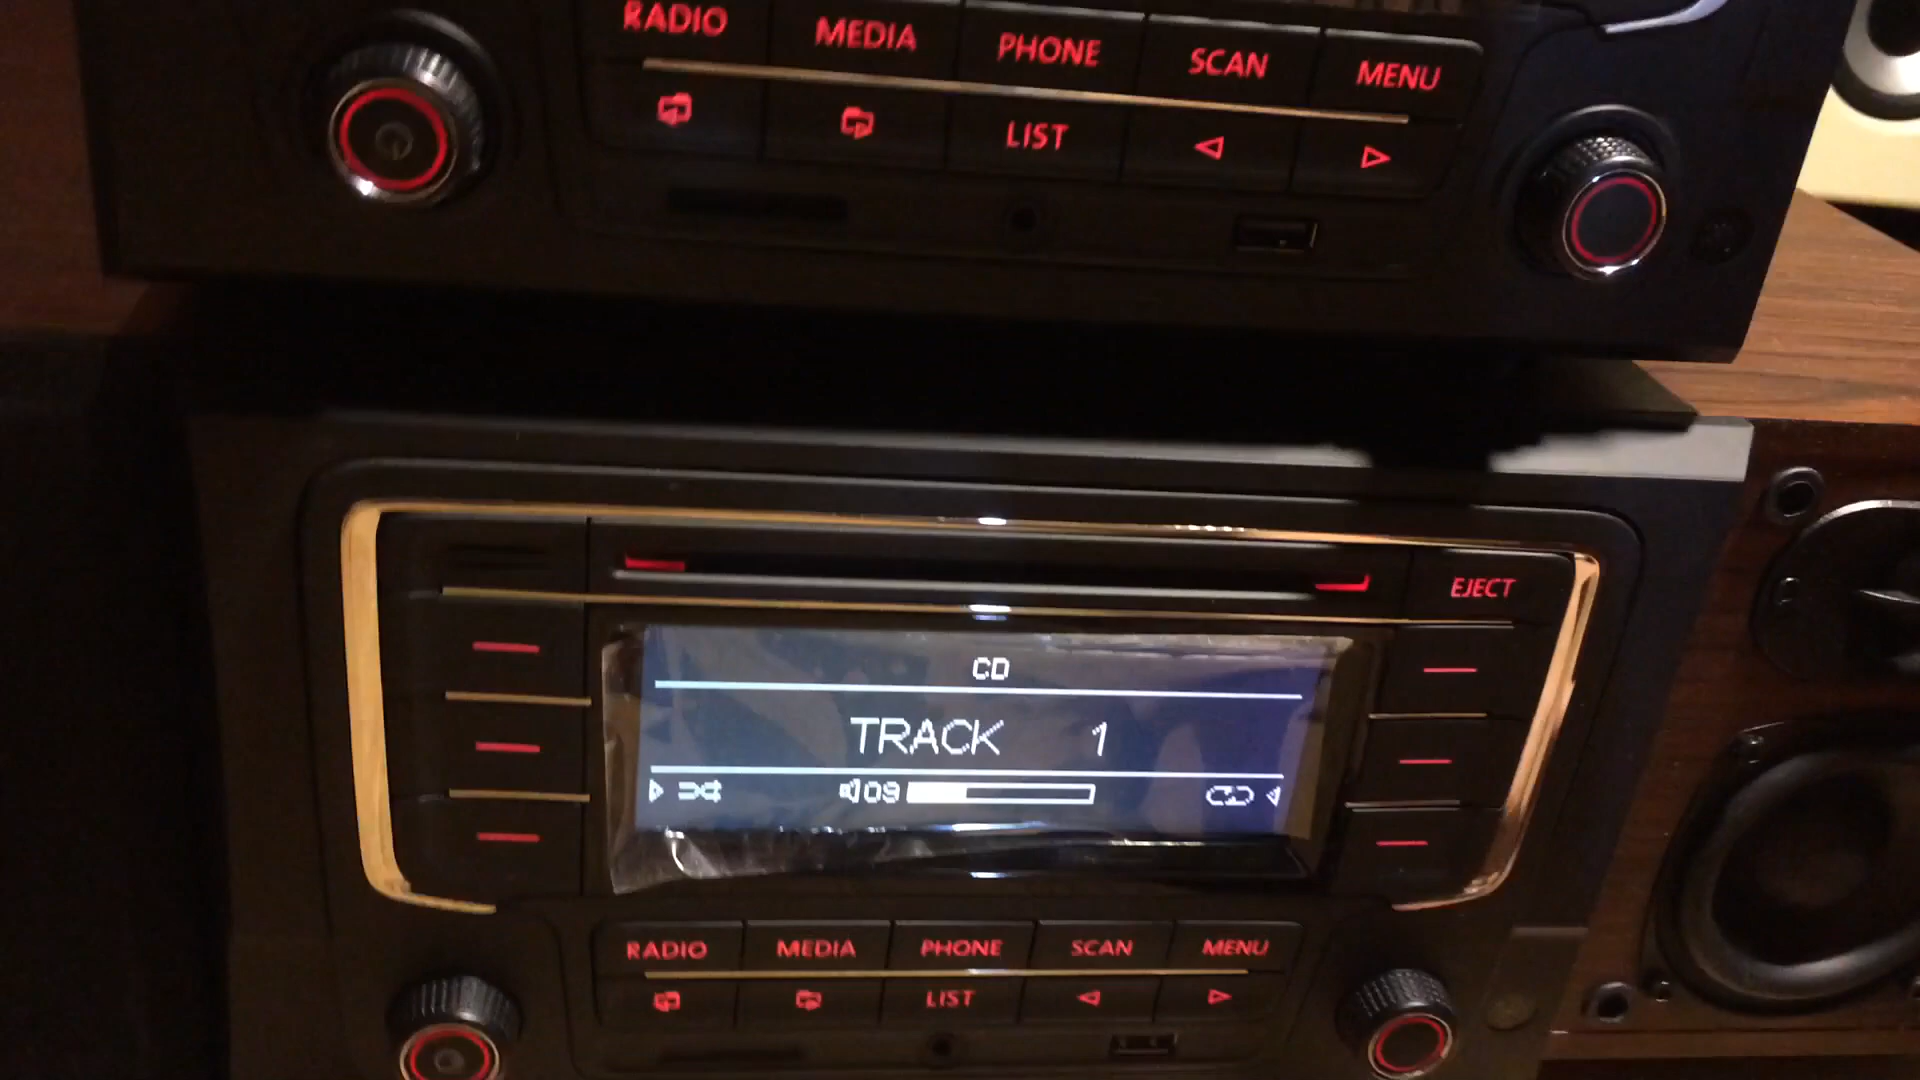 RADIO MEDIA PHONE SCAN MENU
LIST
EJECT
CD
TRACK 1
09
RADIO MEDIA PHONE SCAN MENU
LIST